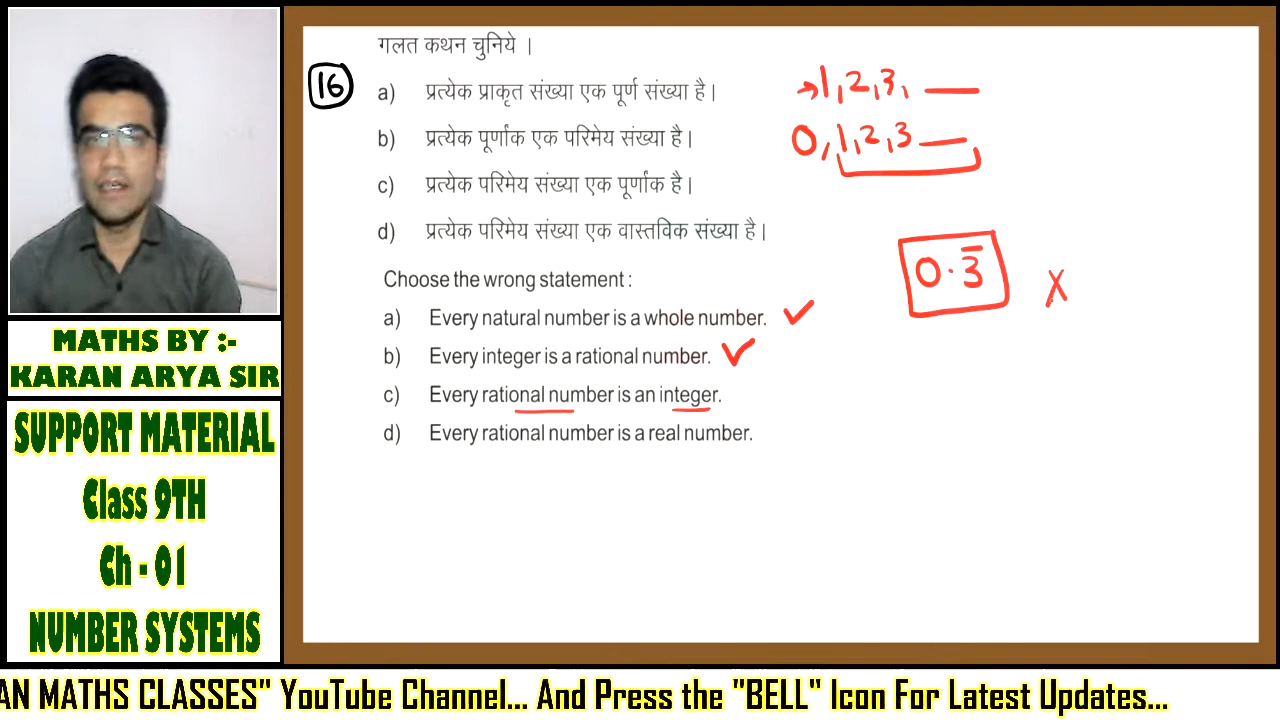 गलत कथन चुनिये ।
16
a) प्रत्येक प्राकृत संख्या एक पूर्ण संख्या है।
b) प्रत्येक पूर्णांक एक परिमेय संख्या है।
c) प्रत्येक परिमेय संख्या एक पूर्णांक है।
d) प्रत्येक परिमेय संख्या एक वास्तविक संख्या है।
→1,2,3,
0,1,2,3
0.3̅
X
Choose the wrong statement :
a) Every natural number is a whole number. ✓
b) Every integer is a rational number. ✓
c) Every rational number is an integer.
d) Every rational number is a real number.
MATHS BY :-
KARAN ARYA SIR
SUPPORT MATERIAL
Class 9TH
Ch - 01
NUMBER SYSTEMS
AN MATHS CLASSES" YouTube Channel... And Press the "BELL" Icon For Latest Updates...